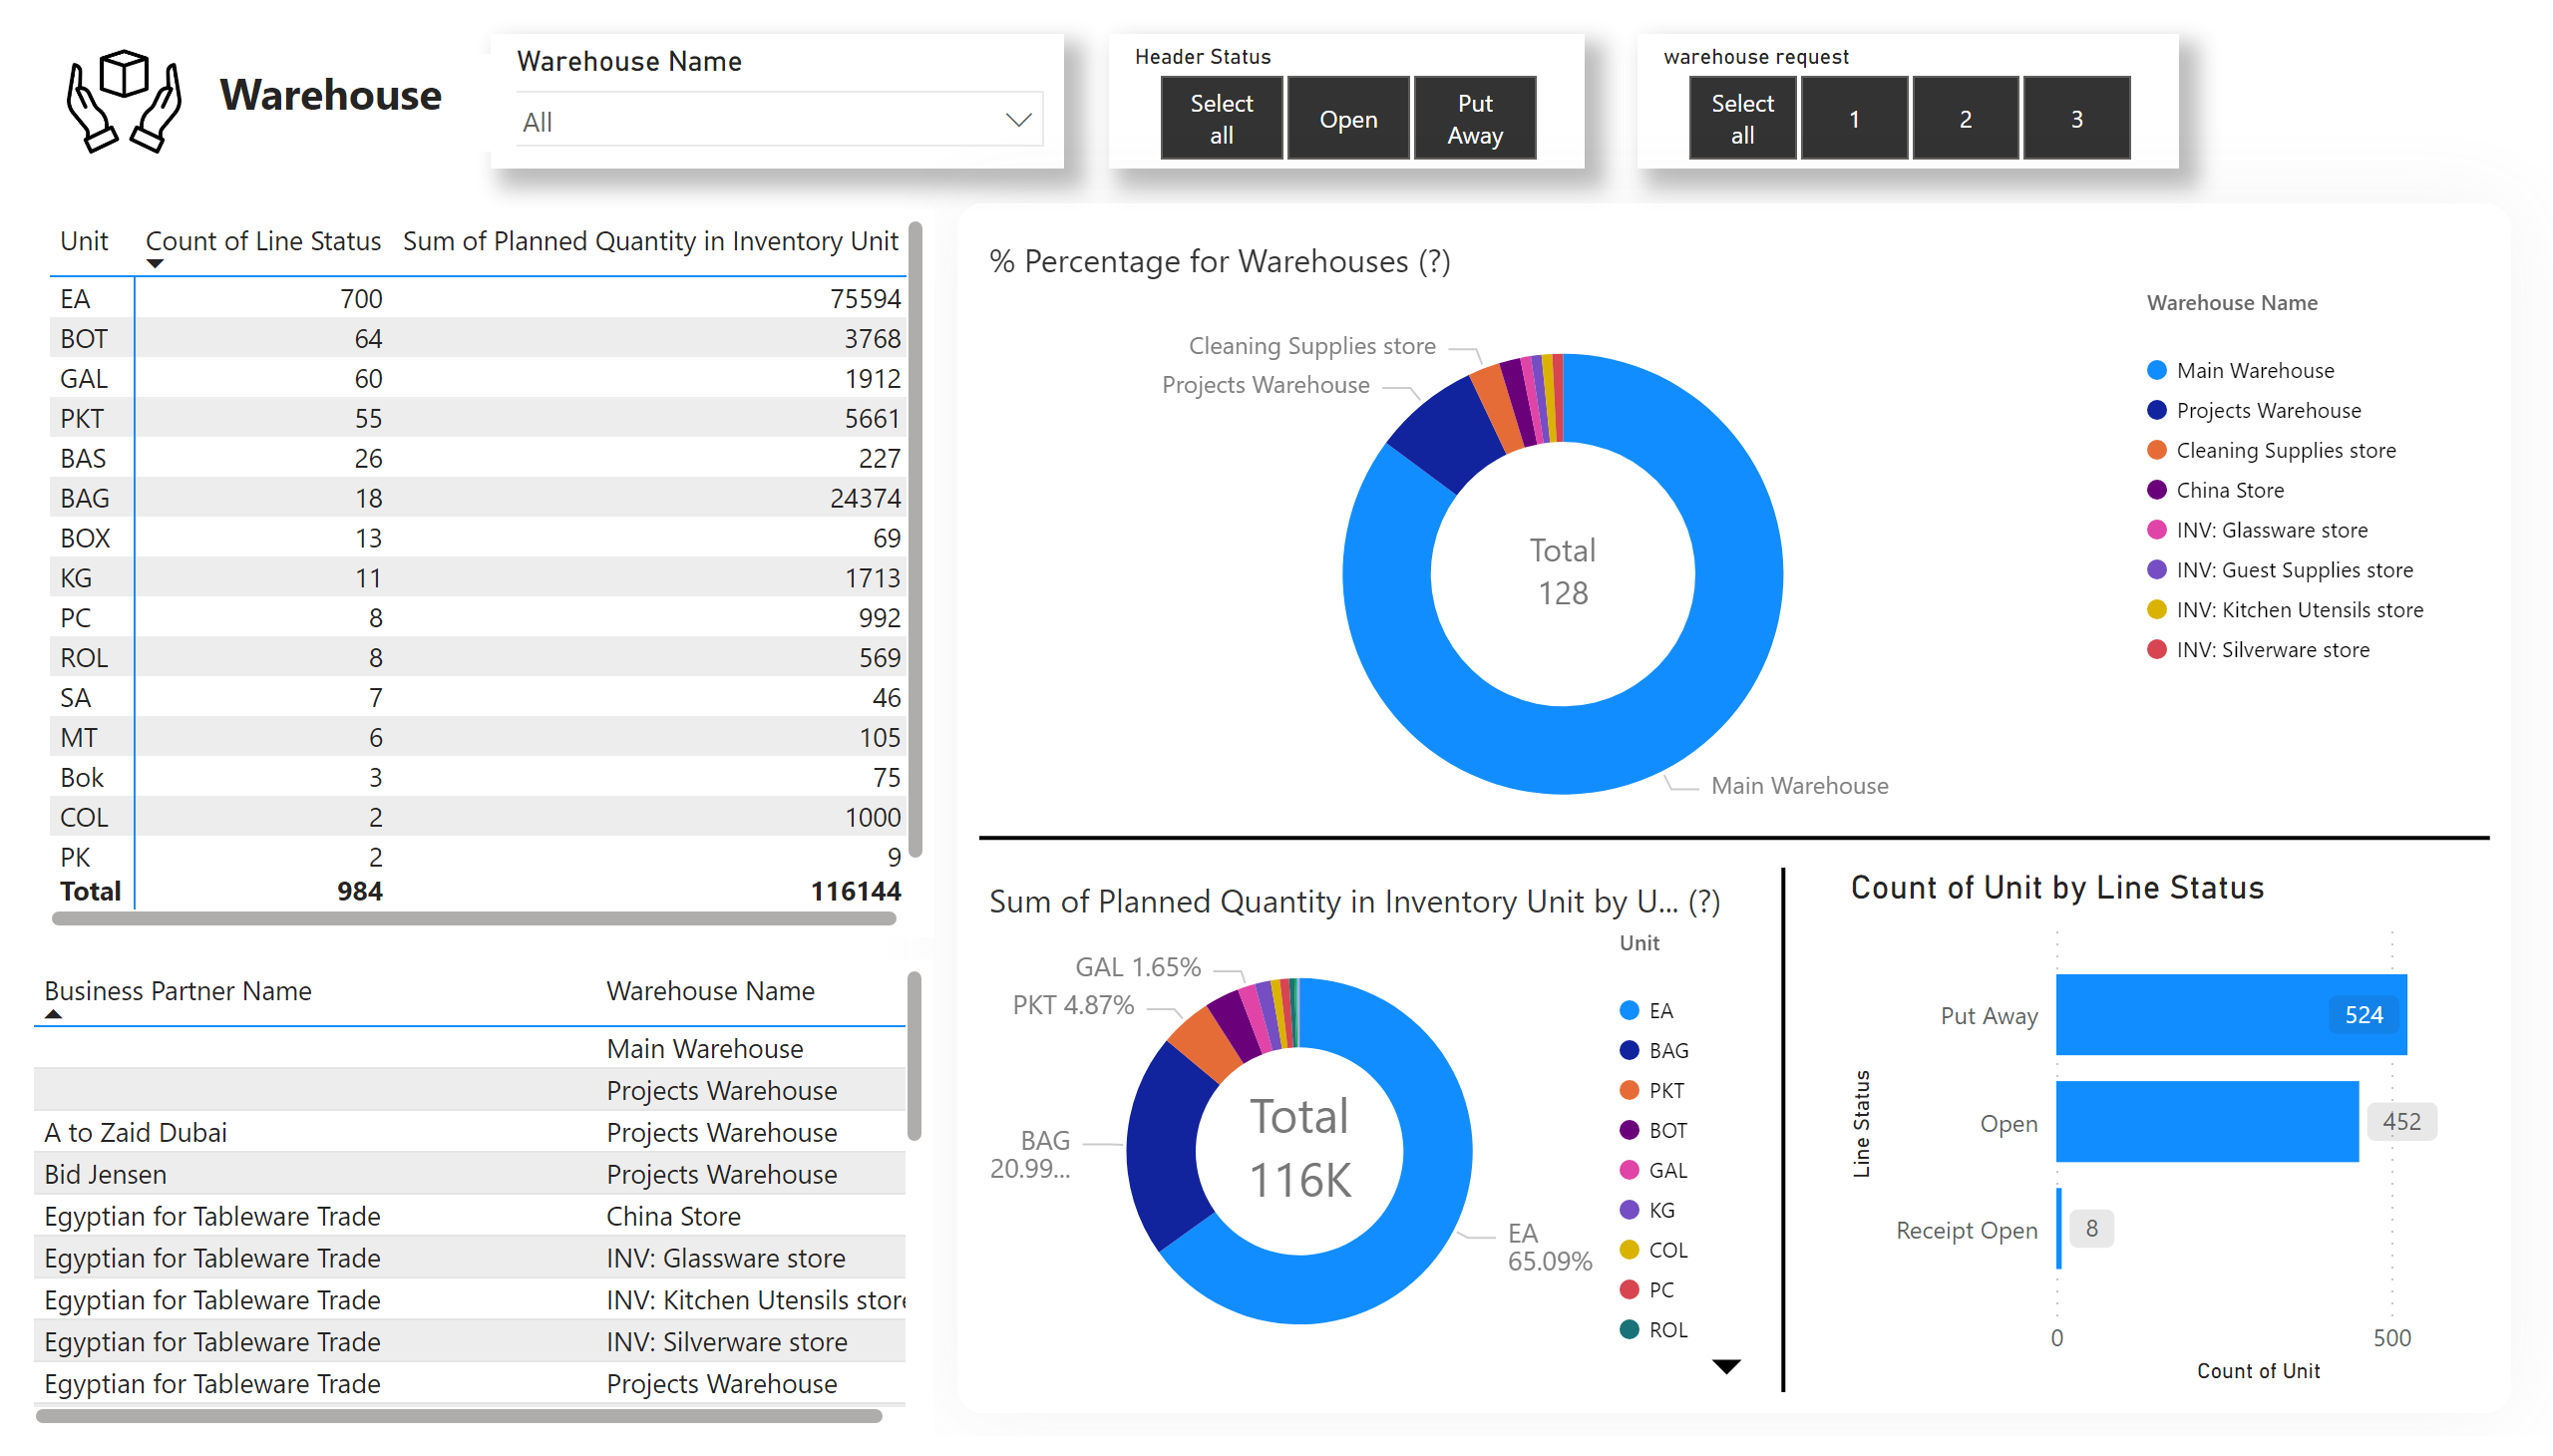 Warehouse
Warehouse Name
All
Header Status
Select all
Open
Put Away
warehouse request
Select all
1
2
3
Unit Count of Line Status Sum of Planned Quantity in Inventory Unit
EA 700 75594
BOT 64 3768
GAL 60 1912
PKT 55 5661
BAS 26 227
BAG 18 24374
BOX 13 69
KG 11 1713
PC 8 992
ROL 8 569
SA 7 46
MT 6 105
Bok 3 75
COL 2 1000
PK 2 9
Total 984 116144
Business Partner Name Warehouse Name
Main Warehouse
Projects Warehouse
A to Zaid Dubai Projects Warehouse
Bid Jensen Projects Warehouse
Egyptian for Tableware Trade China Store
Egyptian for Tableware Trade INV: Glassware store
Egyptian for Tableware Trade INV: Kitchen Utensils store
Egyptian for Tableware Trade INV: Silverware store
Egyptian for Tableware Trade Projects Warehouse
% Percentage for Warehouses (?)
Cleaning Supplies store
Projects Warehouse
Total
128
Main Warehouse
Warehouse Name
Main Warehouse
Projects Warehouse
Cleaning Supplies store
China Store
INV: Glassware store
INV: Guest Supplies store
INV: Kitchen Utensils store
INV: Silverware store
Sum of Planned Quantity in Inventory Unit by U... (?)
GAL 1.65%
PKT 4.87%
BAG
20.99...
Total
116K
EA
65.09%
Unit
EA
BAG
PKT
BOT
GAL
KG
COL
PC
ROL
Count of Unit by Line Status
Line Status
Put Away 524
Open 452
Receipt Open 8
0 500
Count of Unit